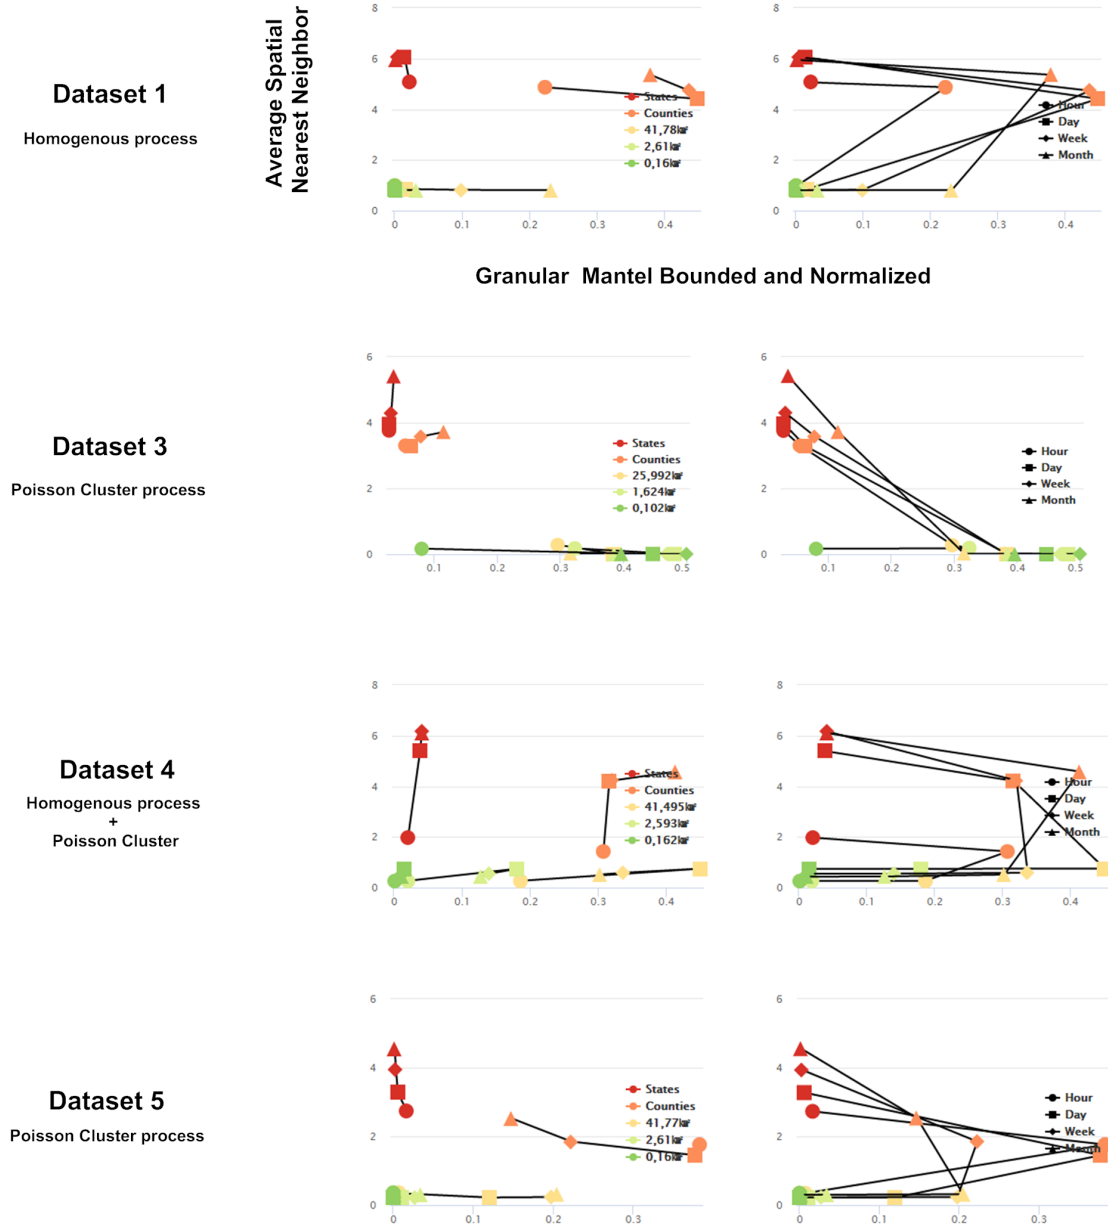 Dataset 1
Homogenous process
Average Spatial
Nearest Neighbor
8
6
4
2
0
0
0.1
0.2
0.3
0.4
States
Counties
41,78㎢
2,61㎢
0,16㎢
8
6
4
2
0
0
0.1
0.2
0.3
0.4
Hour
Day
Week
Month
Granular Mantel Bounded and Normalized
Dataset 3
Poisson Cluster process
6
4
2
0
0.1
0.2
0.3
0.4
0.5
States
Counties
25,992㎢
1,624㎢
0,102㎢
6
4
2
0
0.1
0.2
0.3
0.4
0.5
Hour
Day
Week
Month
Dataset 4
Homogenous process
+
Poisson Cluster
8
6
4
2
0
0
0.1
0.2
0.3
0.4
States
Counties
41,495㎢
2,593㎢
0,162㎢
8
6
4
2
0
0
0.1
0.2
0.3
0.4
Hour
Day
Week
Month
Dataset 5
Poisson Cluster process
6
4
2
0
0
0.1
0.2
0.3
States
Counties
41,77㎢
2,61㎢
0,16㎢
6
4
2
0
0
0.1
0.2
0.3
Hour
Day
Week
Month